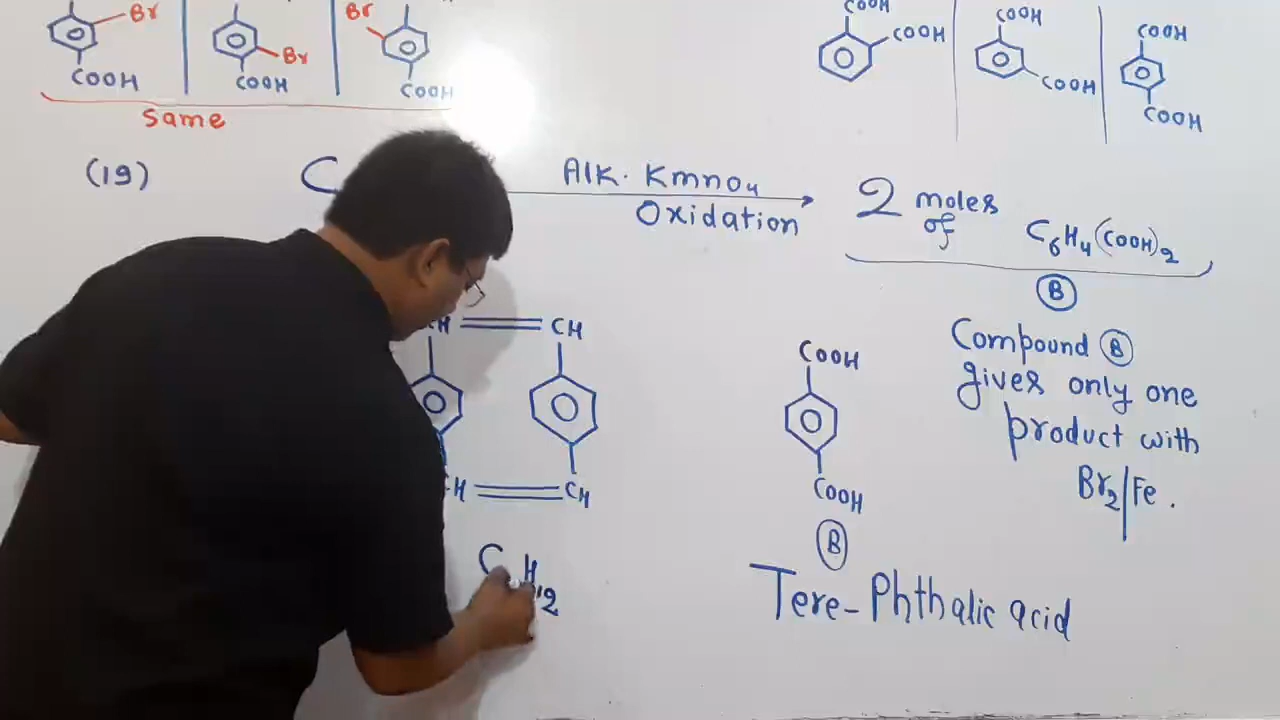 Br
Br
Br
COOH
COOH
COOH
Same
COOH
COOH
COOH
COOH
COOH
COOH
(19)
C
Alk. Kmno4
Oxidation
2 moles
of
C6H4(COOH)2
B
CH
CH
CH
CH
C H12
COOH
COOH
B
Tere-Phthalic acid
Compound B
gives only one
product with
Br2/Fe.